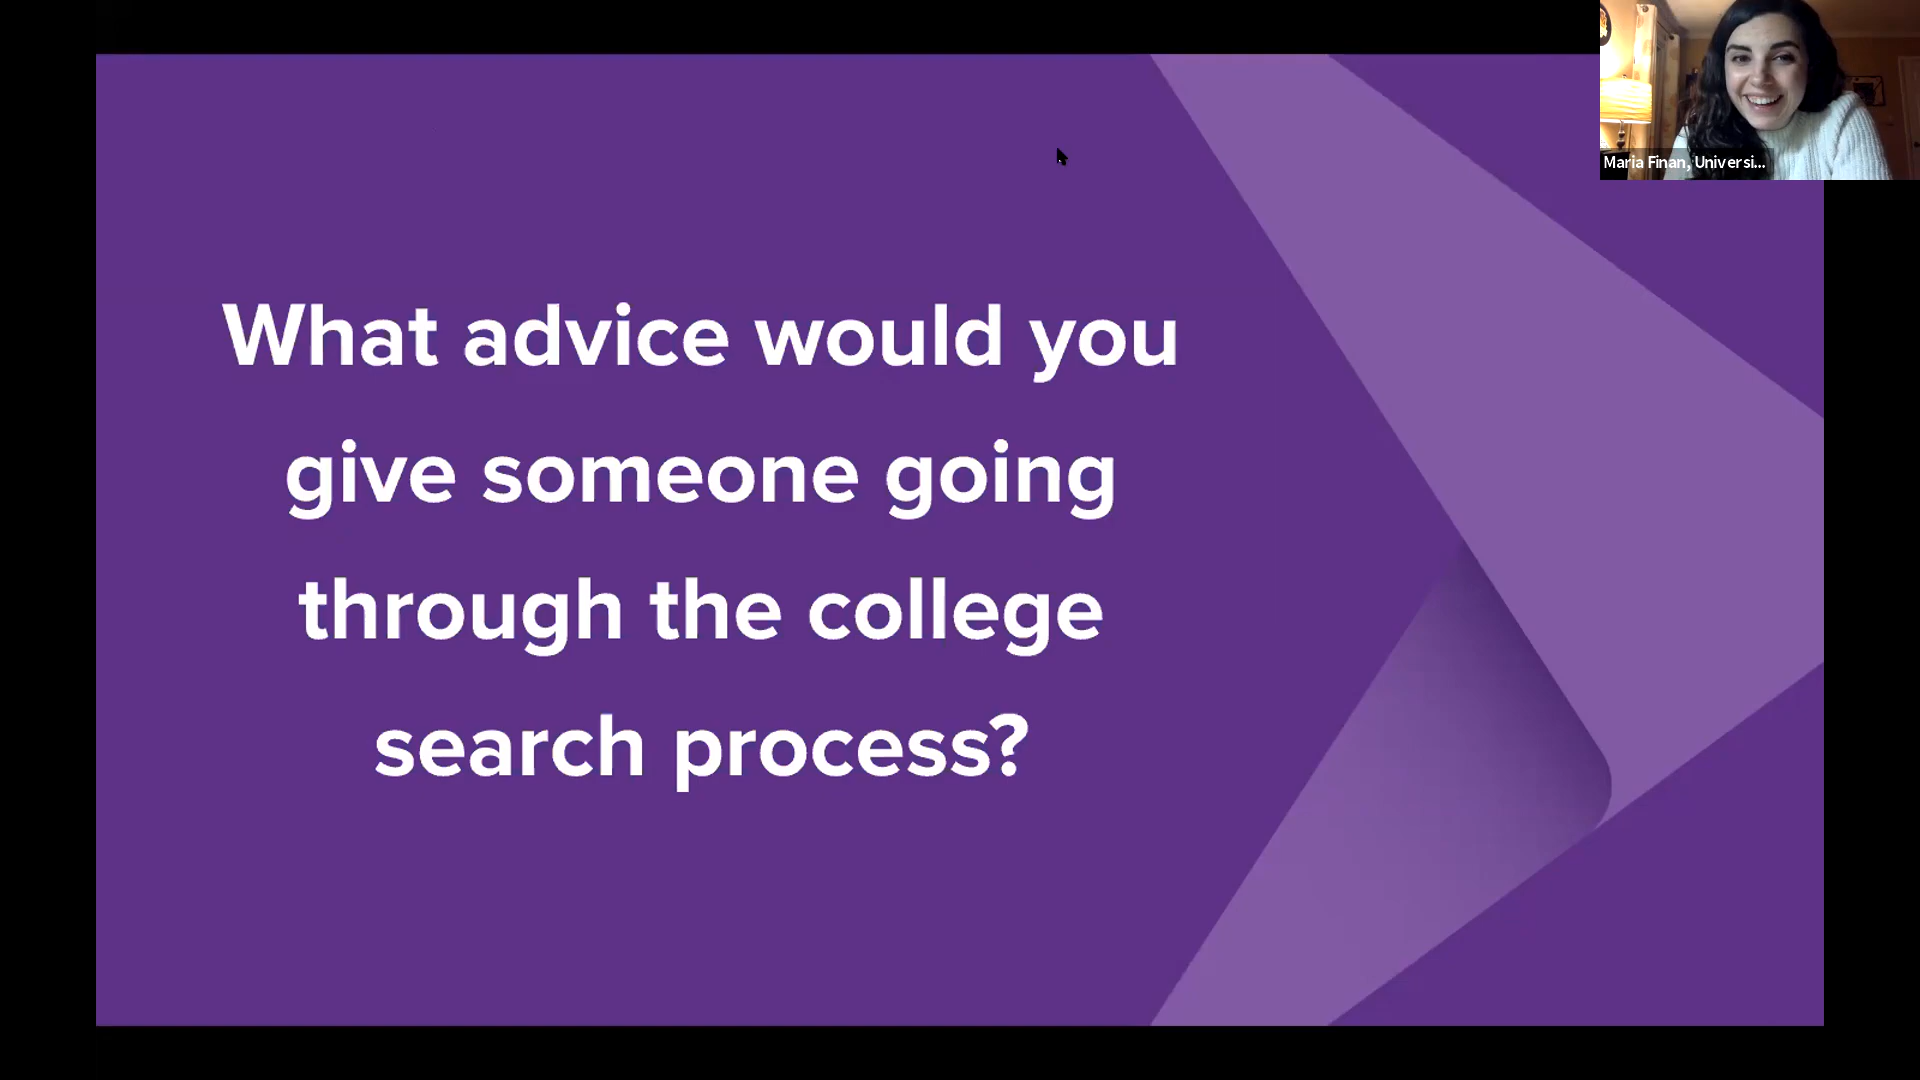 Maria Finan, Universi...
What advice would you
give someone going
through the college
search process?